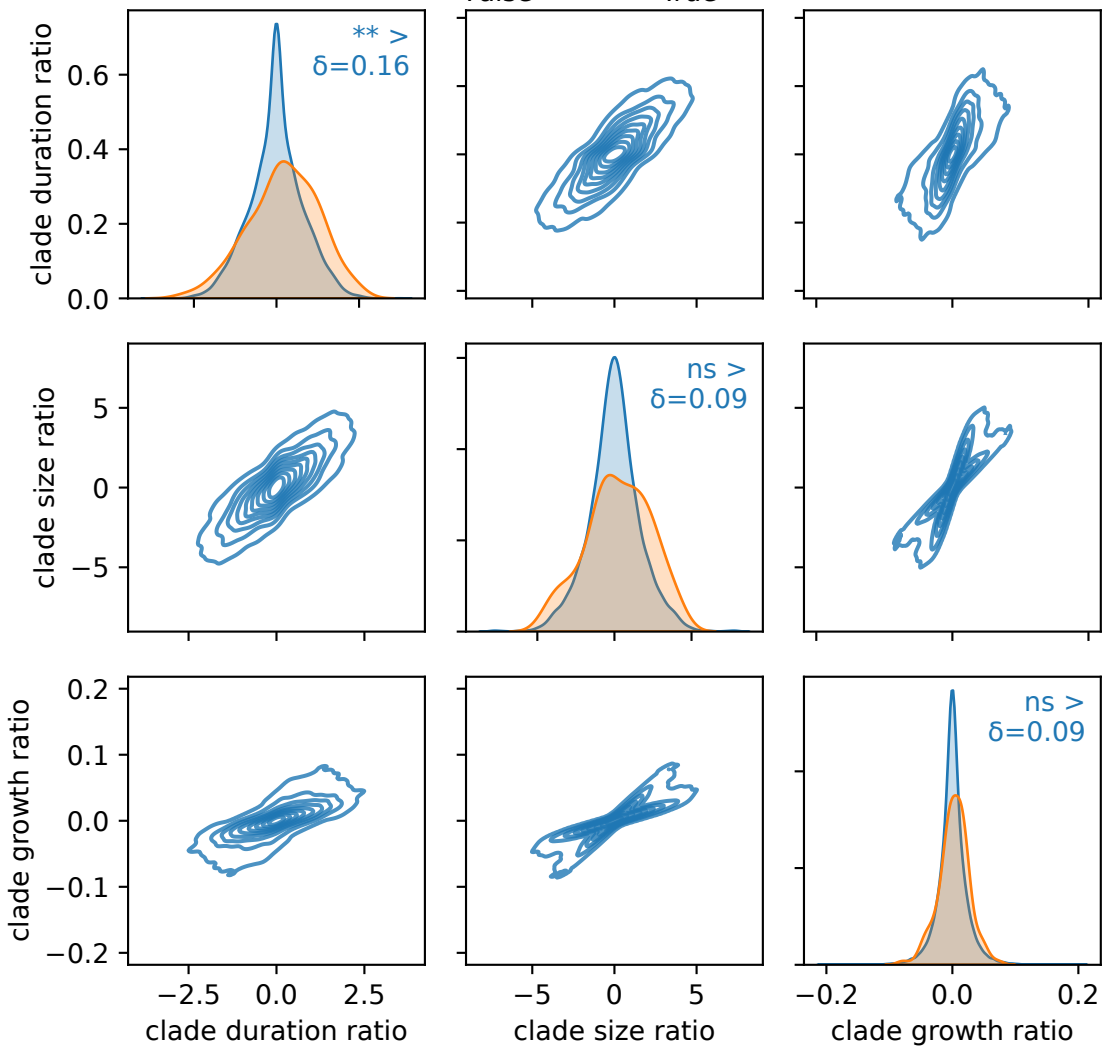 clade duration ratio
0.6
0.4
0.2
0.0
** >
δ=0.16
clade size ratio
5
0
−5
ns >
δ=0.09
clade growth ratio
0.2
0.1
0.0
−0.1
−0.2
ns >
δ=0.09
−2.5 0.0 2.5
clade duration ratio
−5 0 5
clade size ratio
−0.2 0.0 0.2
clade growth ratio